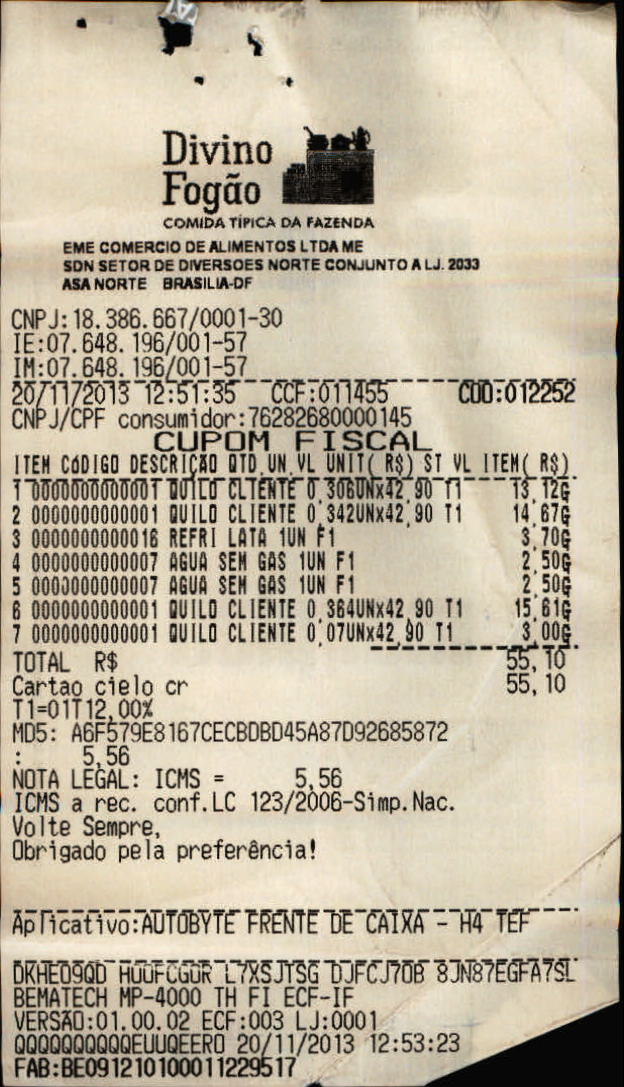 Divino
Fogão
COMIDA TÍPICA DA FAZENDA
EME COMERCIO DE ALIMENTOS LTDA ME
SDN SETOR DE DIVERSOES NORTE CONJUNTO A LJ. 2033
ASA NORTE BRASILIA-DF
CNPJ:18.386.667/0001-30
IE:07.648.196/001-57
IM:07.648.196/001-57
20/11/2013 12:51:35 CCF:011455 COO:012252
CNPJ/CPF consumidor:76282680000145
CUPOM FISCAL
ITEM CóDIGO DESCRIÇÃO QTD.UN.VL UNIT( R$) ST VL ITEM( R$)
1 0000000000001 QUILO CLIENTE 0,306UNx42,90 T1 13,12G
2 0000000000001 QUILO CLIENTE 0,342UNx42,90 T1 14,67G
3 0000000000016 REFRI LATA 1UN F1 3,70G
4 0000000000007 AGUA SEM GAS 1UN F1 2,50G
5 0000000000007 AGUA SEM GAS 1UN F1 2,50G
6 0000000000001 QUILO CLIENTE 0,364UNx42,90 T1 15,61G
7 0000000000001 QUILO CLIENTE 0,07UNx42,90 T1 3,00G
TOTAL R$ 55,10
Cartao cielo cr 55,10
T1=01T12,00%
MD5: A6F579E8167CECBDBD45A87D92685872
: 5,56
NOTA LEGAL: ICMS = 5,56
ICMS a rec. conf.LC 123/2006-Simp.Nac.
Volte Sempre,
Obrigado pela preferência!
Aplicativo:AUTOBYTE FRENTE DE CAIXA - H4 TEF
BEMATECH MP-4000 TH FI ECF-IF
VERSÃO:01.00.02 ECF:003 LJ:0001
QQQQQQQQQQEUUQEERO 20/11/2013 12:53:23
FAB:BE091210100011229517